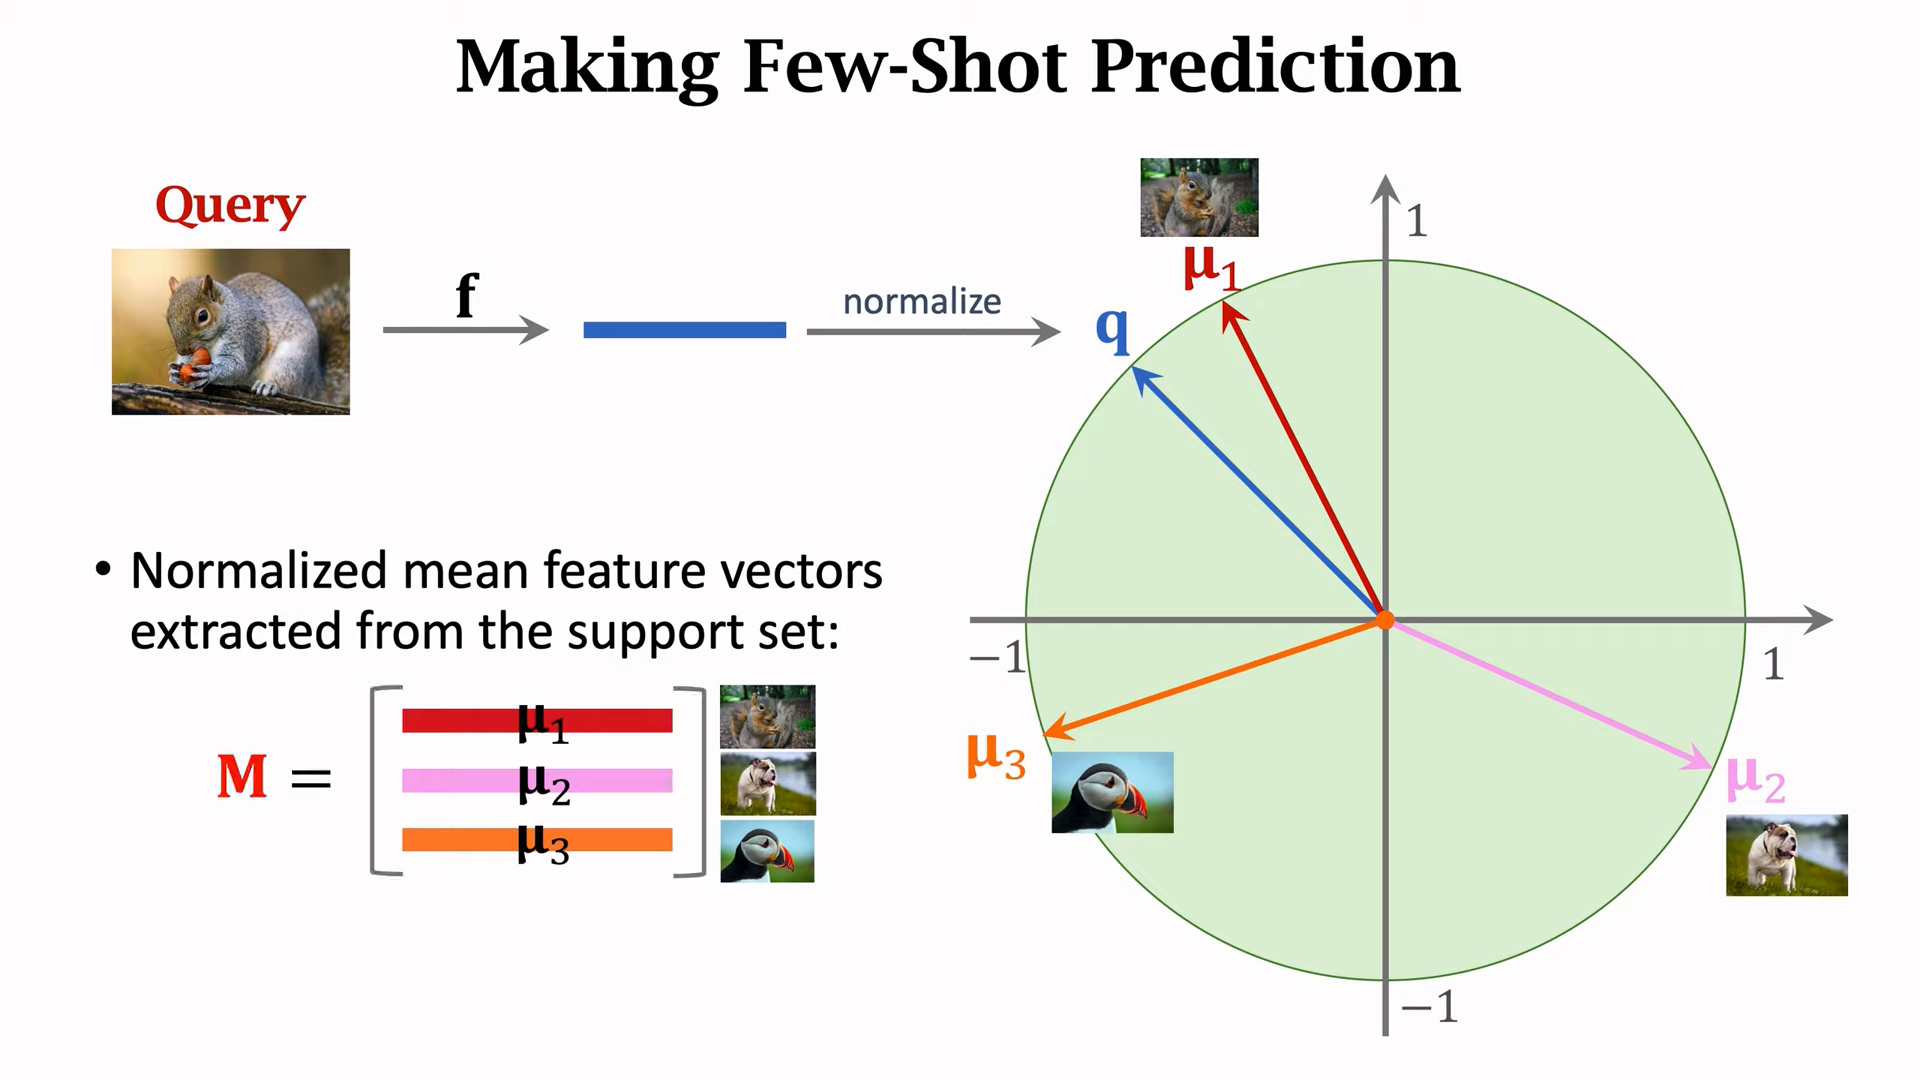 Making Few-Shot Prediction
Query
f
normalize
q
μ₁
1
−1
1
−1
μ₃
μ₂
• Normalized mean feature vectors
extracted from the support set:
M =
μ₁
μ₂
μ₃